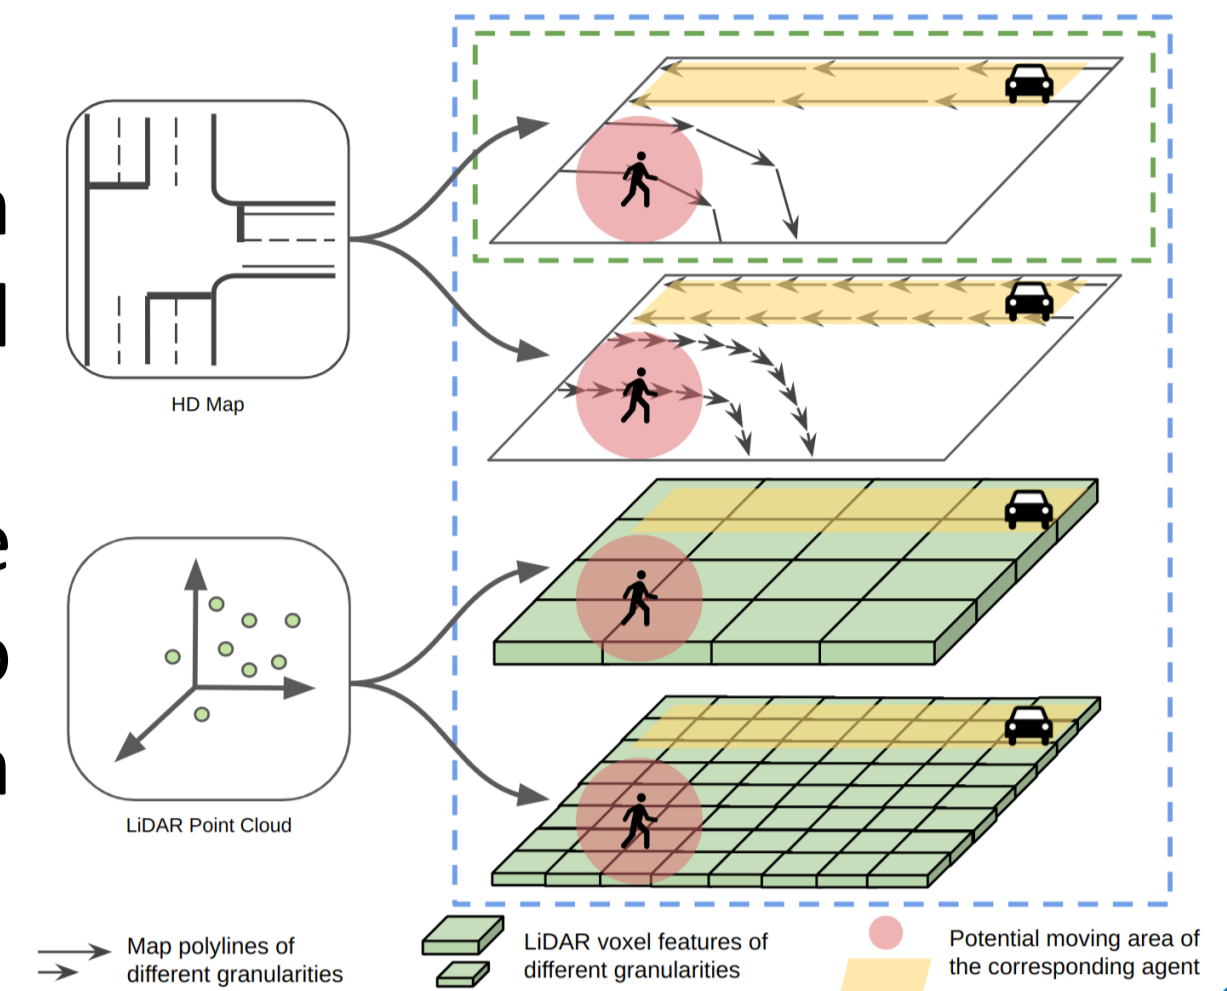 HD Map
LiDAR Point Cloud
Map polylines of
different granularities
LiDAR voxel features of
different granularities
Potential moving area of
the corresponding agent